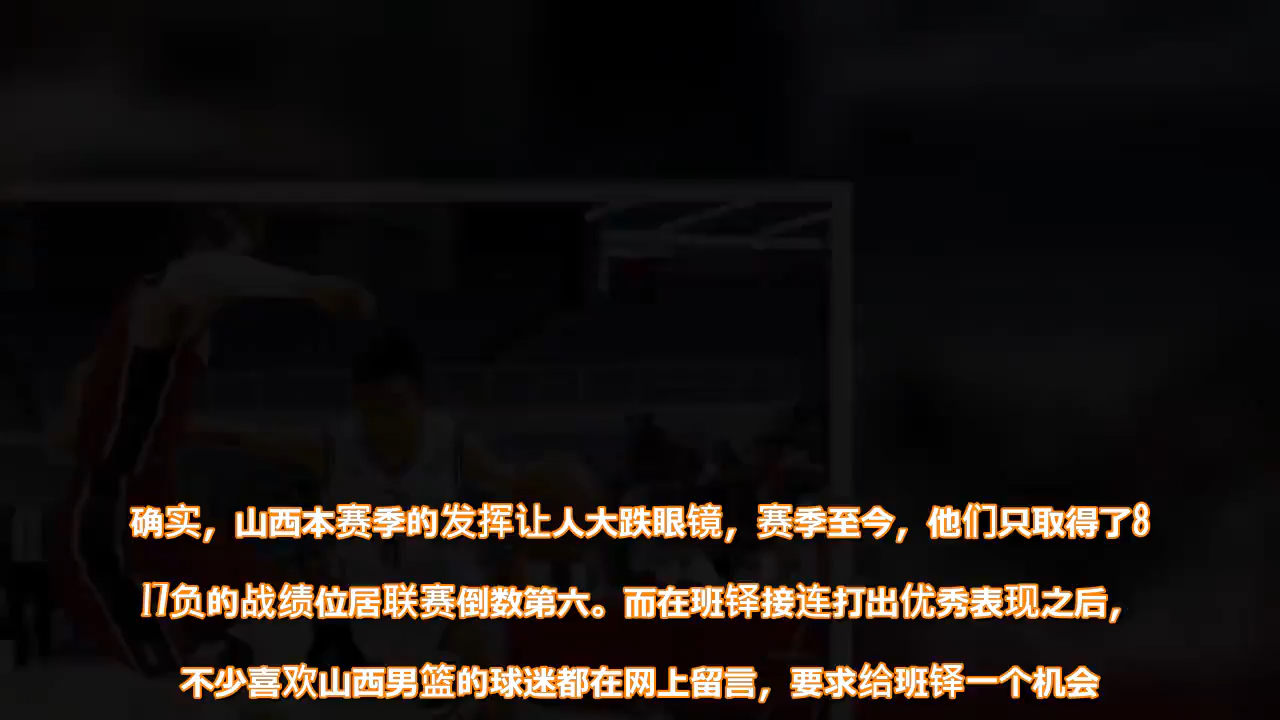 确实，山西本赛季的发挥让人大跌眼镜，赛季至今，他们只取得了8
17负的战绩位居联赛倒数第六。而在班铎接连打出优秀表现之后，
不少喜欢山西男篮的球迷都在网上留言，要求给班铎一个机会